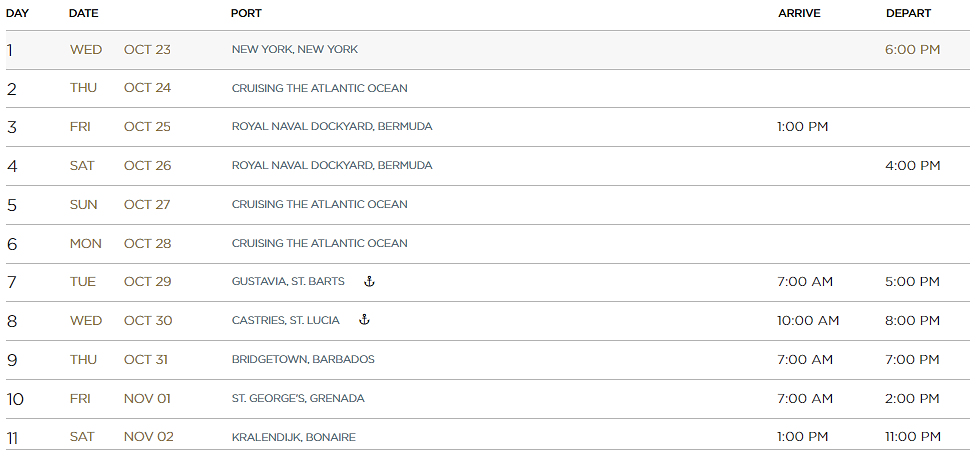 DAY DATE PORT ARRIVE DEPART
1 WED OCT 23 NEW YORK, NEW YORK 6:00 PM
2 THU OCT 24 CRUISING THE ATLANTIC OCEAN
3 FRI OCT 25 ROYAL NAVAL DOCKYARD, BERMUDA 1:00 PM
4 SAT OCT 26 ROYAL NAVAL DOCKYARD, BERMUDA 4:00 PM
5 SUN OCT 27 CRUISING THE ATLANTIC OCEAN
6 MON OCT 28 CRUISING THE ATLANTIC OCEAN
7 TUE OCT 29 GUSTAVIA, ST. BARTS 7:00 AM 5:00 PM
8 WED OCT 30 CASTRIES, ST. LUCIA 10:00 AM 8:00 PM
9 THU OCT 31 BRIDGETOWN, BARBADOS 7:00 AM 7:00 PM
10 FRI NOV 01 ST. GEORGE'S, GRENADA 7:00 AM 2:00 PM
11 SAT NOV 02 KRALENDIJK, BONAIRE 1:00 PM 11:00 PM